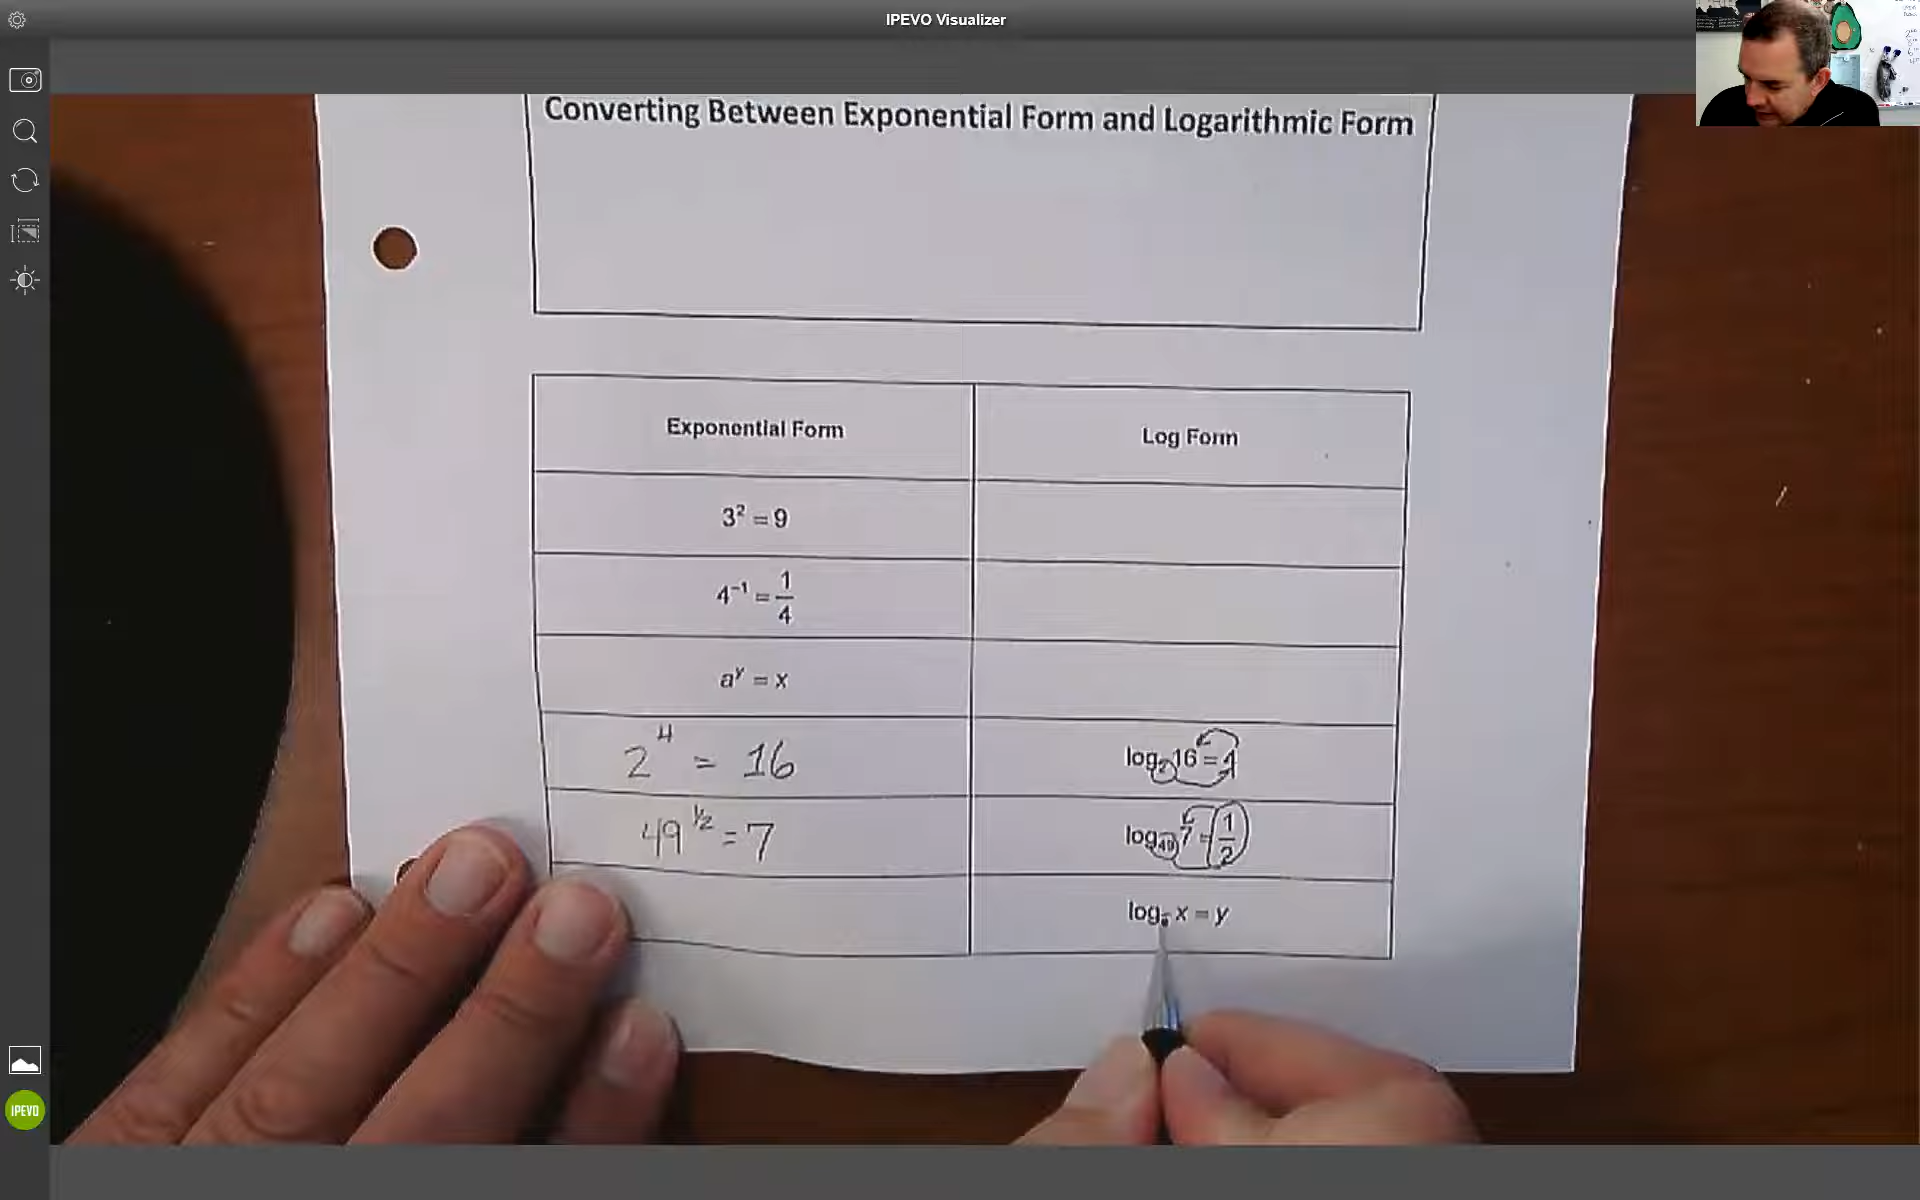 IPEVO Visualizer
Converting Between Exponential Form and Logarithmic Form
Exponential Form Log Form
3² = 9
4⁻¹ = 1/4
aʸ = x
2⁴ = 16 log₂ 16 = 4
49^½ = 7 log₄₉ 7 = 1/2
log x = y
IPEVO